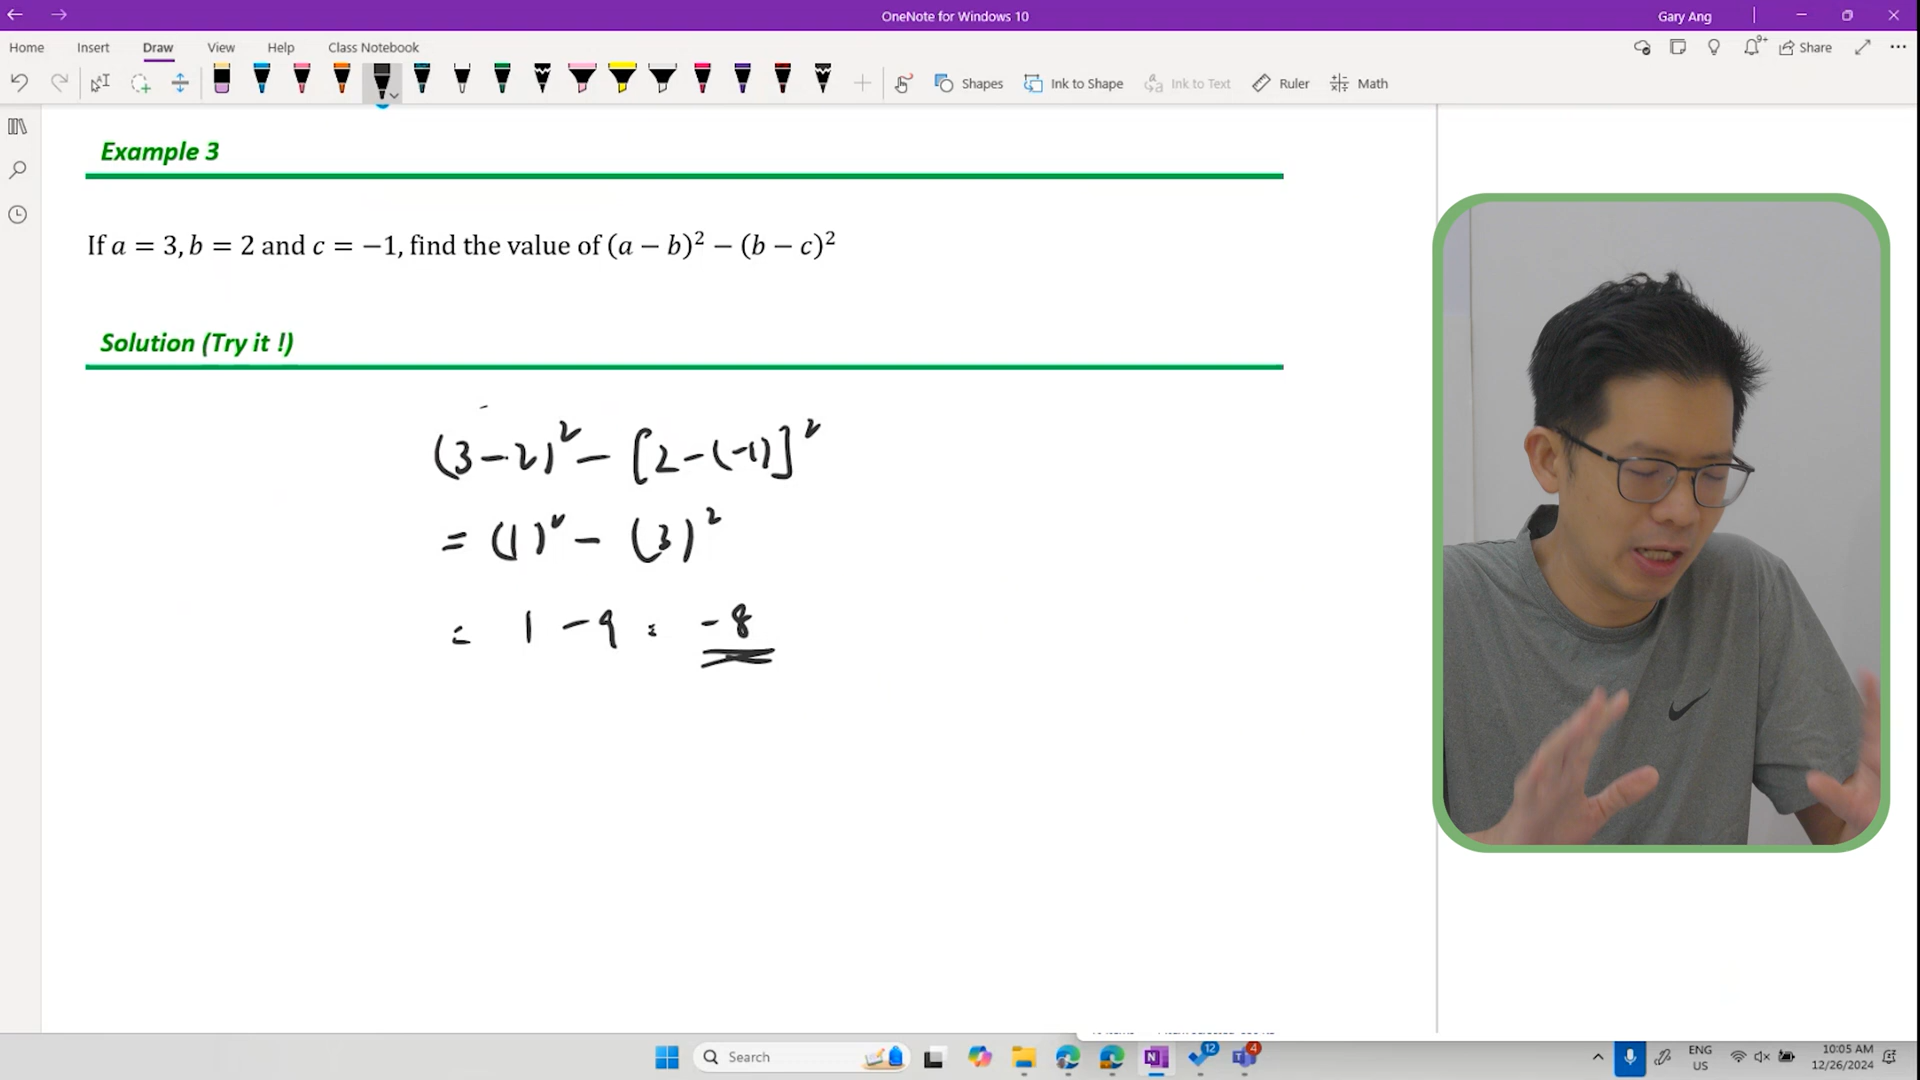 OneNote for Windows 10
Gary Ang
Home Insert Draw View Help Class Notebook
9+ Share
Shapes Ink to Shape Ink to Text Ruler Math
Example 3
If a = 3, b = 2 and c = −1, find the value of (a − b)² − (b − c)²
Solution (Try it !)
(3-2)² - [2-(-1)]²
= (1)² - (3)²
= 1 - 9 = -8
Search
12
4
ENG
US
10:05 AM
12/26/2024